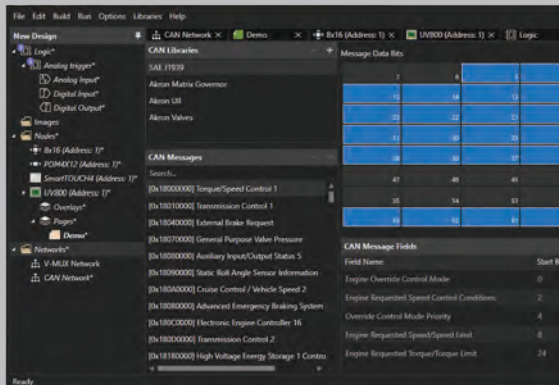 File Edit Build Run Options Libraries Help
New Design
Logic*
Analog trigger*
Analog Input*
Digital Input*
Digital Output*
Images
Nodes*
8x16 (Address: 1)*
PDM4X12 (Address: 1)*
SmartTOUCH4 (Address: 1)*
UV800 (Address: 1)*
Overlays*
Pages*
Demo*
Networks*
V-MUX Network
CAN Network*
CAN Network ×
Demo ×
8x16 (Address: 1) ×
UV800 (Address: 1) ×
Logic
CAN Libraries +
SAE J1939
Akron Matrix Governor
Akron UII
Akron Valves
CAN Messages
Search...
[0x18000000] Torque/Speed Control 1
[0x18010000] Transmission Control 1
[0x18040000] External Brake Request
[0x18070000] General Purpose Valve Pressure
[0x18080000] Auxiliary Input/Output Status 5
[0x18090000] Static Roll Angle Sensor Information
[0x180A0000] Cruise Control / Vehicle Speed 2
[0x180B0000] Advanced Emergency Braking System
[0x180C0000] Electronic Engine Controller 16
[0x180D0000] Transmission Control 2
[0x18180000] High Voltage Energy Storage 1 Contro
Message Data Bits
7 6 5
15 14 13
23 22 21
31 30 29
39 38 37
47 46 45
55 54 53
63 62 61
CAN Message Fields
Field Name Start B
Engine Override Control Mode 0
Engine Requested Speed Control Conditions 2
Override Control Mode Priority 4
Engine Requested Speed/Speed Limit 8
Engine Requested Torque/Torque Limit 24
Ready